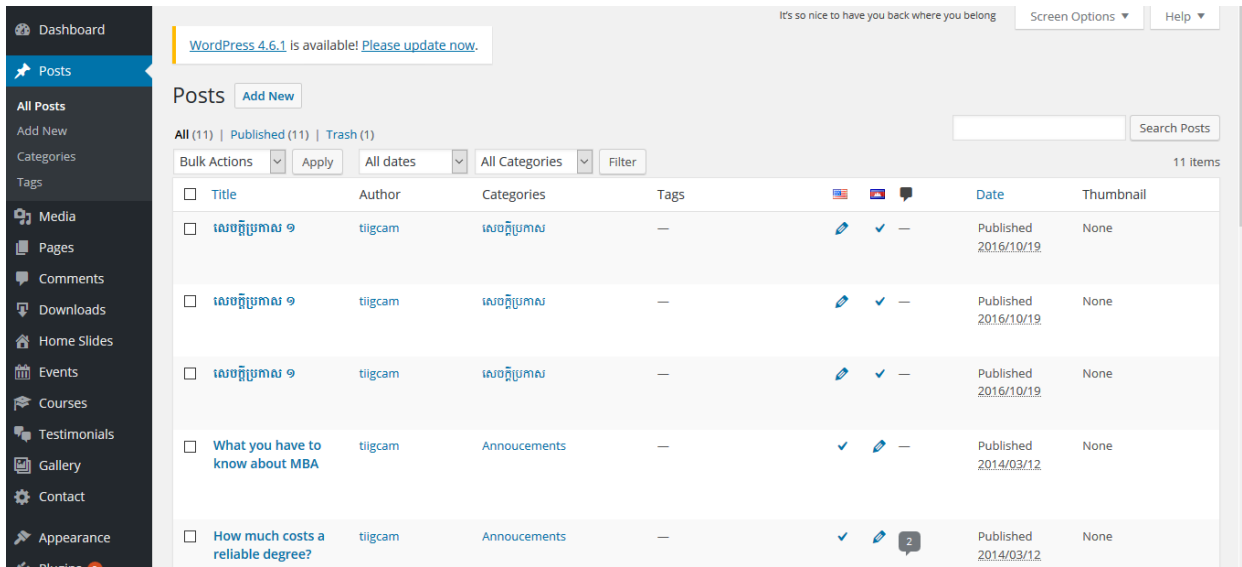 It's so nice to have you back where you belong
Screen Options
Help
Dashboard
Posts
All Posts
Add New
Categories
Tags
Media
Pages
Comments
Downloads
Home Slides
Events
Courses
Testimonials
Gallery
Contact
Appearance
Plugins
WordPress 4.6.1 is available! Please update now.
Posts Add New
All (11) | Published (11) | Trash (1)
Search Posts
Bulk Actions Apply All dates All Categories Filter
11 items
Title Author Categories Tags Date Thumbnail
សេចក្ដីប្រកាស ១ tiigcam សេចក្ដីប្រកាស — — Published None
2016/10/19
សេចក្ដីប្រកាស ១ tiigcam សេចក្ដីប្រកាស — — Published None
2016/10/19
សេចក្ដីប្រកាស ១ tiigcam សេចក្ដីប្រកាស — — Published None
2016/10/19
What you have to tiigcam Annoucements — — Published None
know about MBA 2014/03/12
How much costs a tiigcam Annoucements — 2 Published None
reliable degree? 2014/03/12